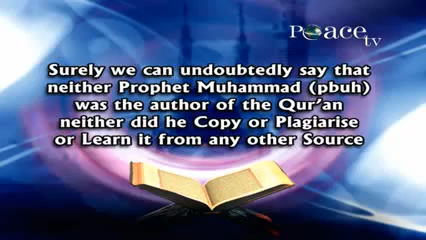 Peace
tv
Surely we can undoubtedly say that
neither Prophet Muhammad (pbuh)
was the author of the Qur'an
neither did he Copy or Plagiarise
or Learn it from any other Source